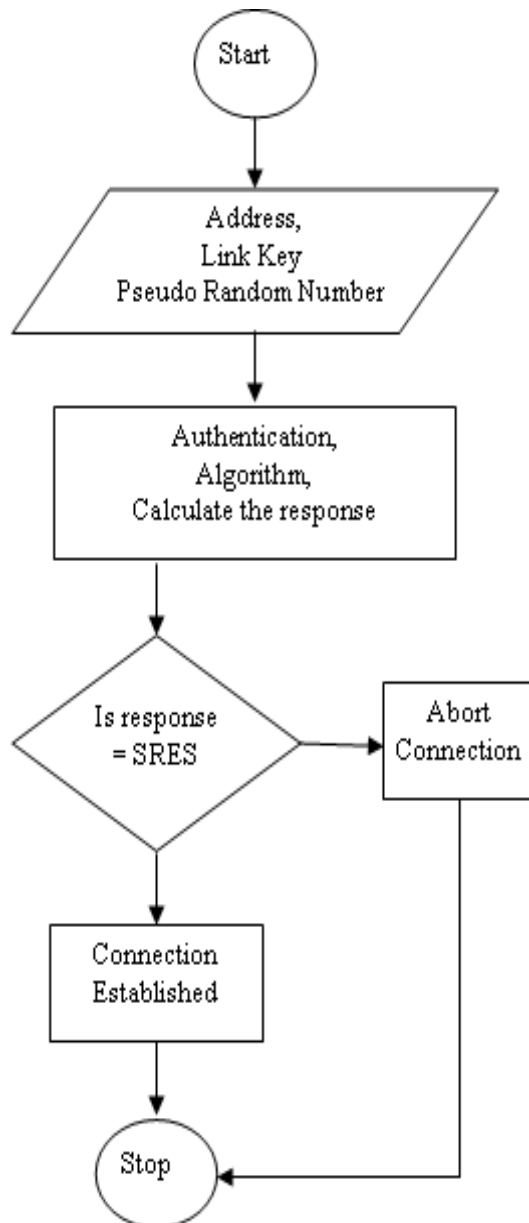 Start
Address,
Link Key
Pseudo Random Number
Authentication,
Algorithm,
Calculate the response
Is response
= SRES
Abort
Connection
Connection
Established
Stop